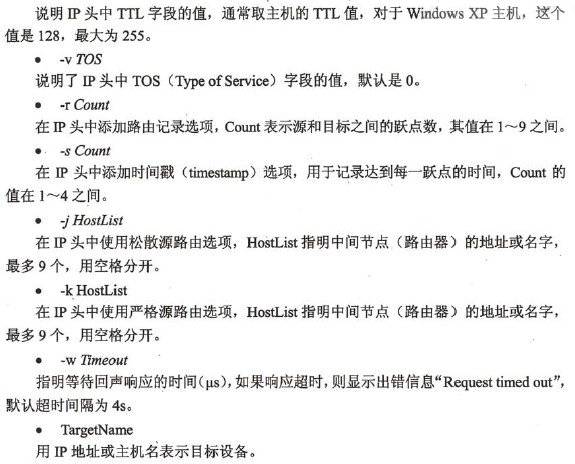 说明 IP 头中 TTL 字段的值，通常取主机的 TTL 值，对于 Windows XP 主机，这个
值是 128，最大为 255。
• -v TOS
说明了 IP 头中 TOS（Type of Service）字段的值，默认是 0。
• -r Count
在 IP 头中添加路由记录选项，Count 表示源和目标之间的跃点数，其值在 1～9 之间。
• -s Count
在 IP 头中添加时间戳（timestamp）选项，用于记录达到每一跃点的时间，Count 的
值在 1～4 之间。
• -j HostList
在 IP 头中使用松散源路由选项，HostList 指明中间节点（路由器）的地址或名字，
最多 9 个，用空格分开。
• -k HostList
在 IP 头中使用严格源路由选项，HostList 指明中间节点（路由器）的地址或名字，
最多 9 个，用空格分开。
• -w Timeout
指明等待回声响应的时间（μs），如果响应超时，则显示出错信息“Request timed out”，
默认超时间隔为 4s。
• TargetName
用 IP 地址或主机名表示目标设备。